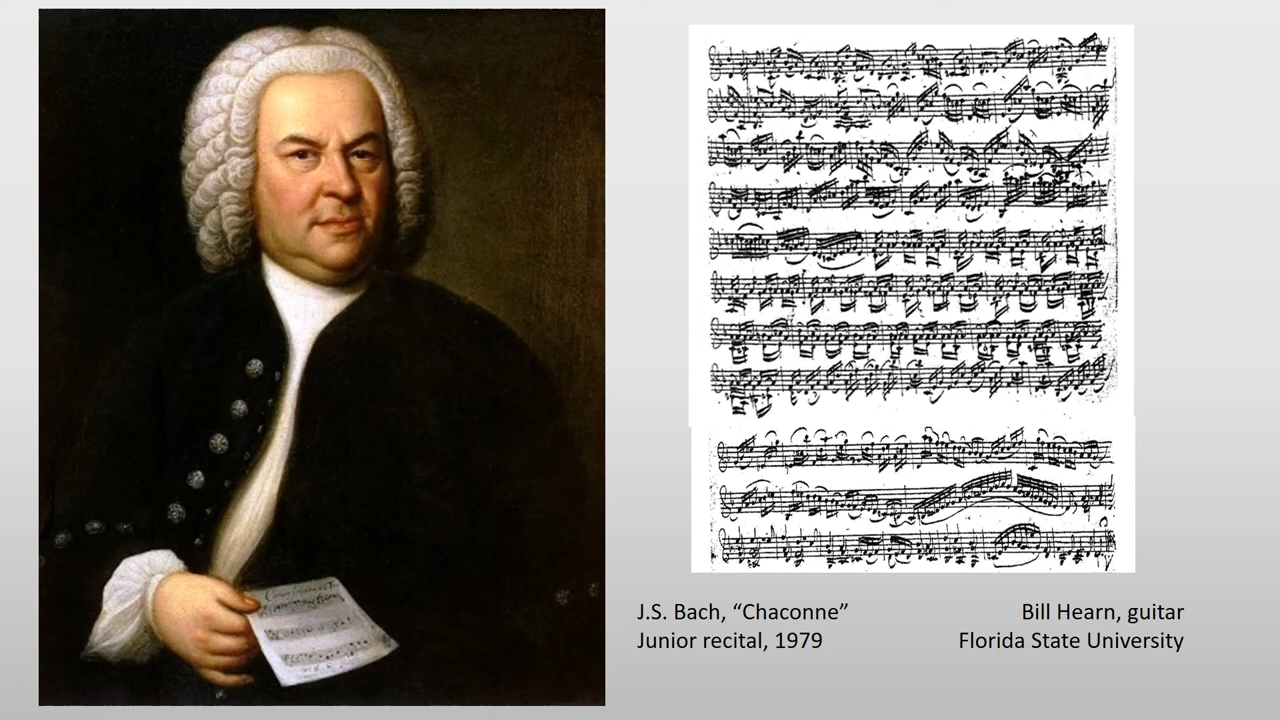 J.S. Bach, “Chaconne”
Junior recital, 1979
Bill Hearn, guitar
Florida State University